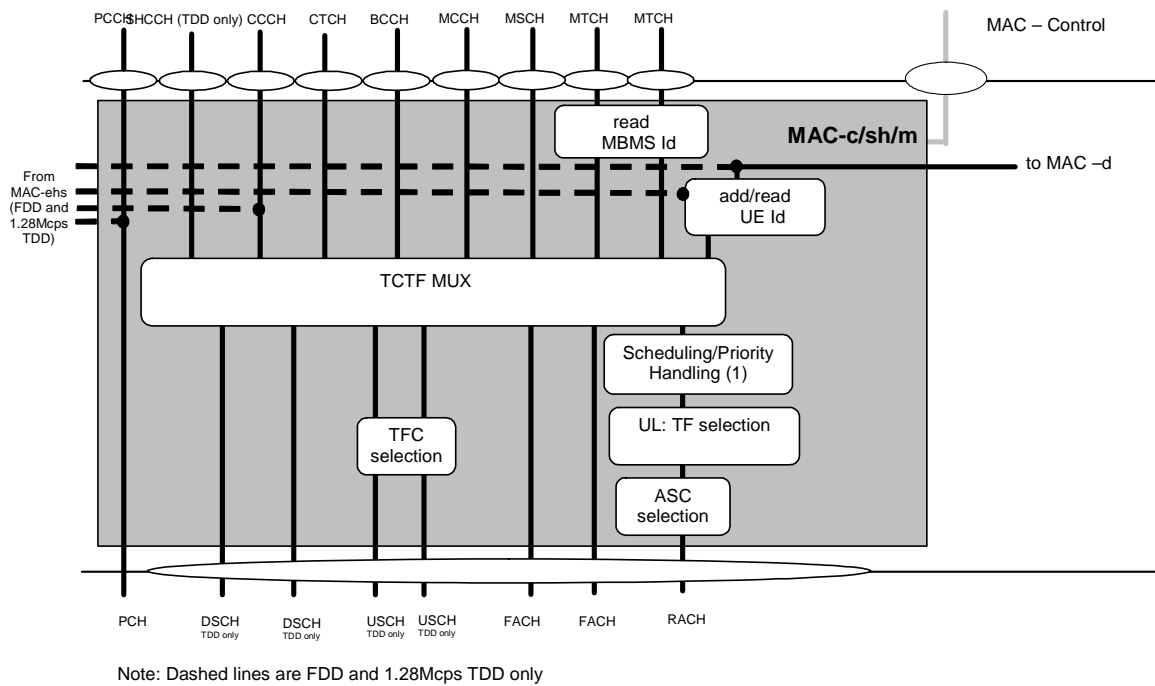 PCCH SHCCH (TDD only) CCCH CTCH BCCH MCCH MSCH MTCH MTCH
MAC – Control
read
MBMS Id
MAC-c/sh/m
From
MAC-ehs
(FDD and
1.28Mcps
TDD)
to MAC –d
add/read
UE Id
TCTF MUX
Scheduling/Priority
Handling (1)
UL: TF selection
TFC
selection
ASC
selection
PCH
DSCH
TDD only
DSCH
TDD only
USCH
TDD only
USCH
TDD only
FACH
FACH
RACH
Note: Dashed lines are FDD and 1.28Mcps TDD only